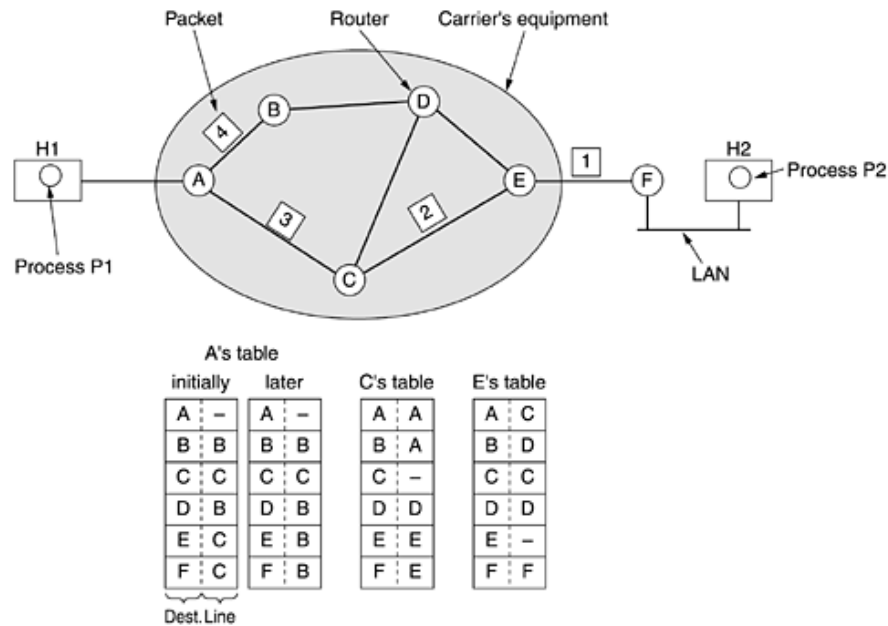 Packet Router Carrier's equipment
B D
4
H1 1 H2
A E F Process P2
3 2
Process P1 C LAN
A's table
initially later C's table E's table
A – A – A A A C
B B B B B A B D
C C C C C – C C
D B D B D D D D
E C E B E E E –
F C F B F E F F
Dest. Line